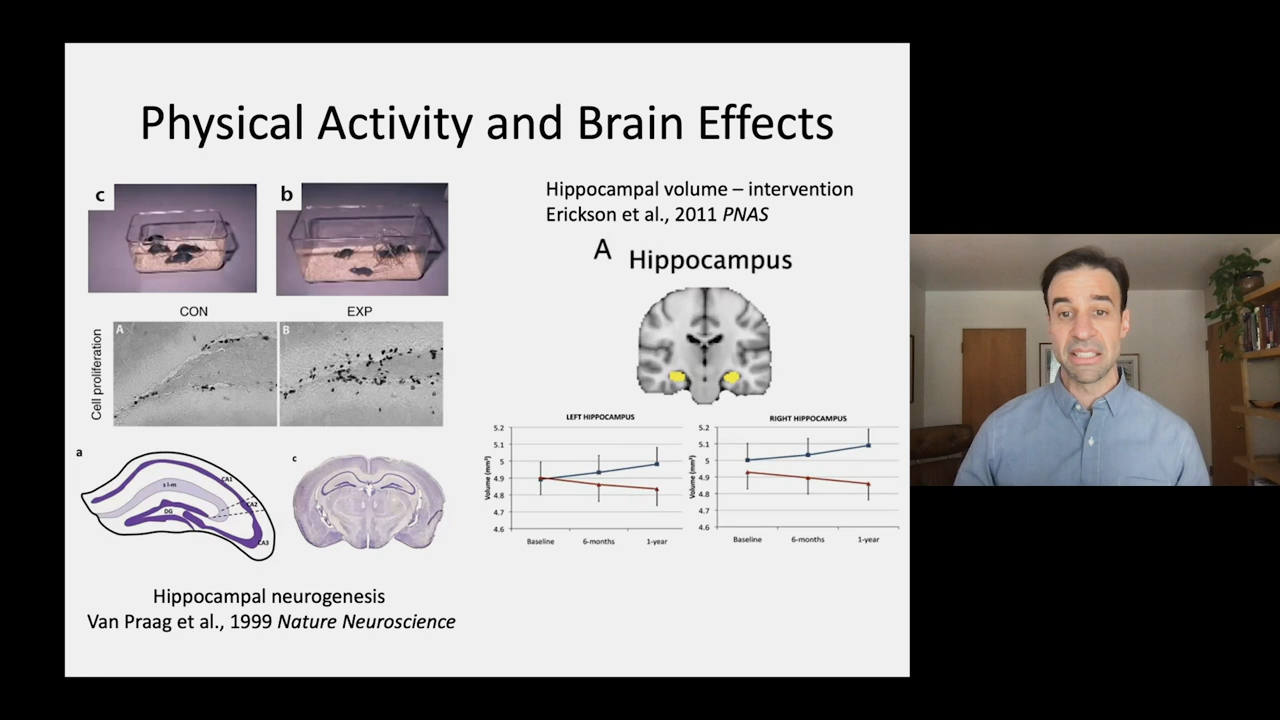 Physical Activity and Brain Effects
c
b
CON
EXP
Cell proliferation
A
B
a
CA1
s l-m
CA2
DG
CA3
c
Hippocampal neurogenesis
Van Praag et al., 1999 Nature Neuroscience
Hippocampal volume – intervention
Erickson et al., 2011 PNAS
A
Hippocampus
LEFT HIPPOCAMPUS
Volume (mm³)
5.2
5.1
5
4.9
4.8
4.7
4.6
Baseline
6-months
1-year
RIGHT HIPPOCAMPUS
Volume (mm³)
5.2
5.1
5
4.9
4.8
4.7
4.6
Baseline
6-months
1-year